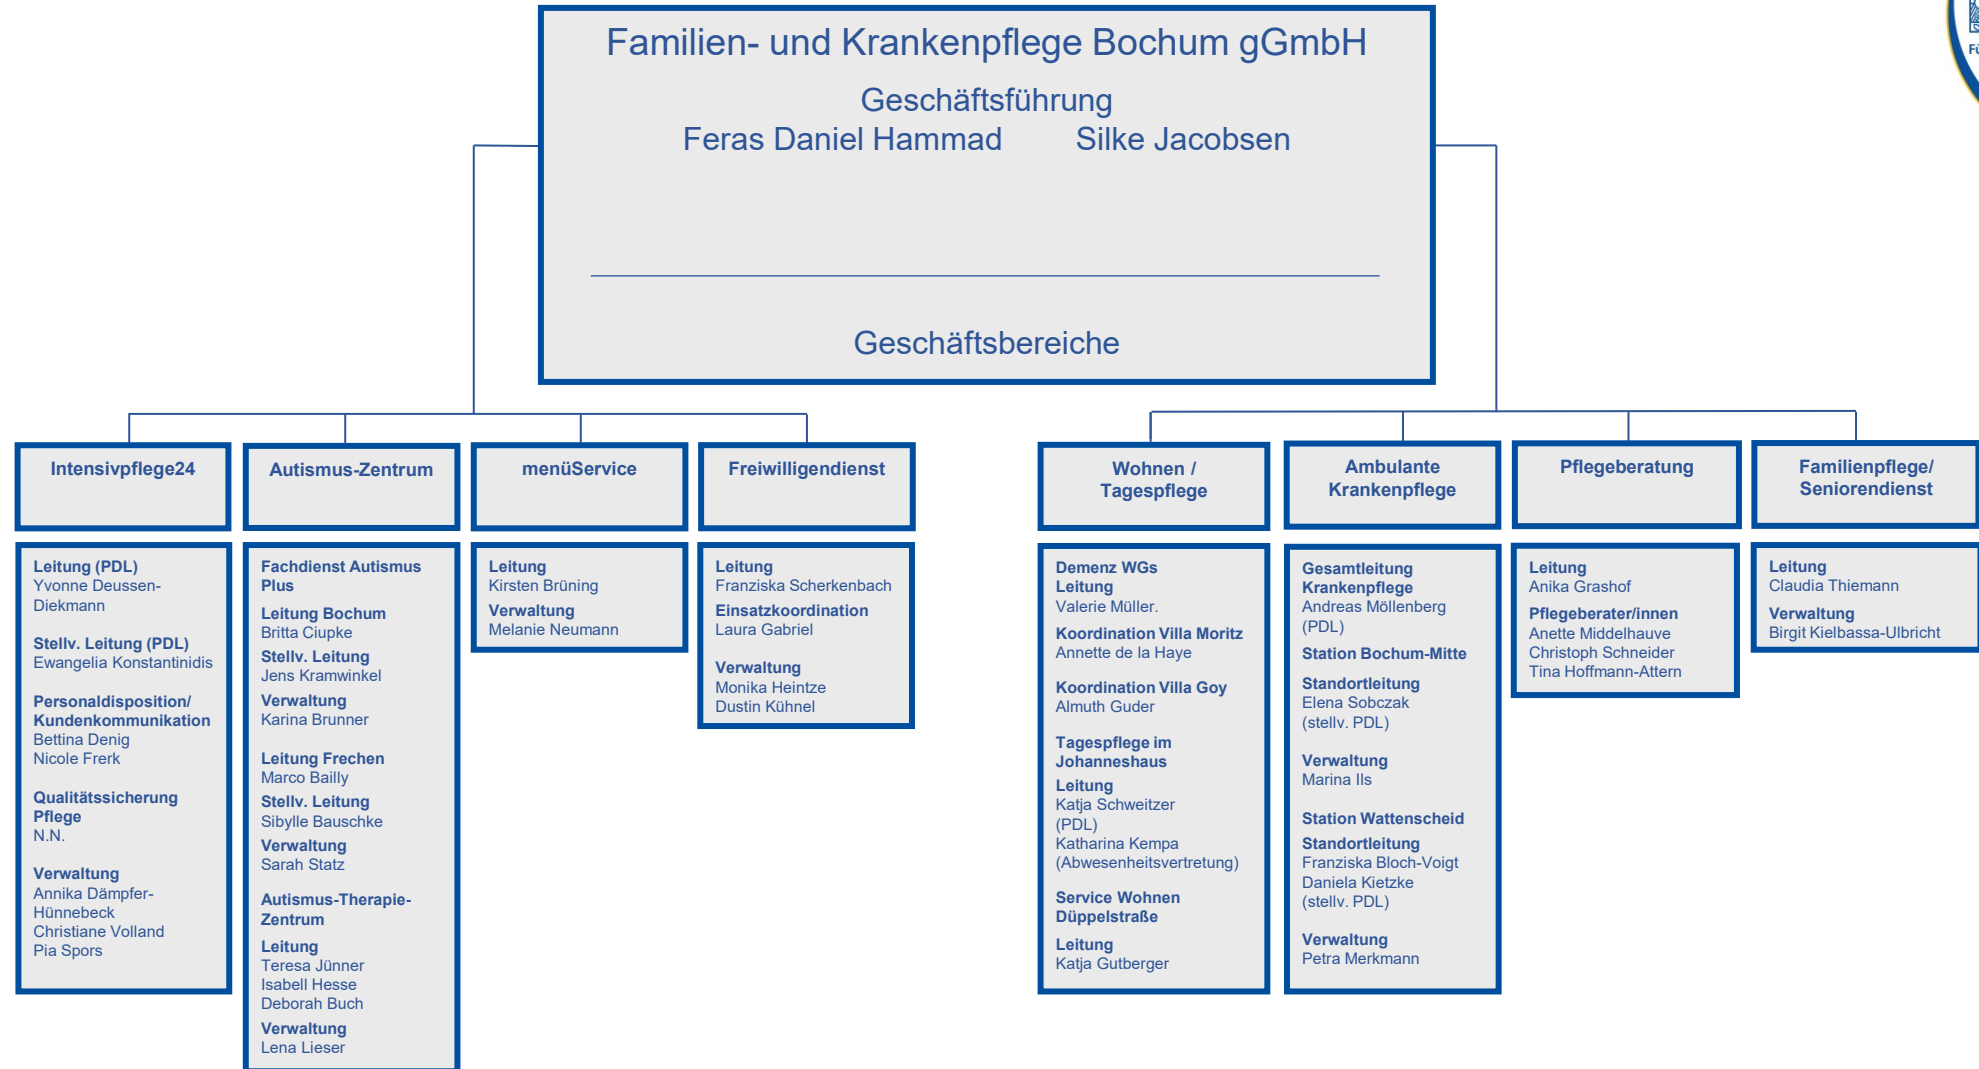 Familien- und Krankenpflege Bochum gGmbH
Geschäftsführung
Feras Daniel Hammad Silke Jacobsen
Geschäftsbereiche
Intensivpflege24
Leitung (PDL)
Yvonne Deussen-
Diekmann
Stellv. Leitung (PDL)
Ewangelia Konstantinidis
Personaldisposition/
Kundenkommunikation
Bettina Denig
Nicole Frerk
Qualitätssicherung
Pflege
N.N.
Verwaltung
Annika Dämpfer-
Hünnebeck
Christiane Volland
Pia Spors
Autismus-Zentrum
Fachdienst Autismus
Plus
Leitung Bochum
Britta Ciupke
Stellv. Leitung
Jens Kramwinkel
Verwaltung
Karina Brunner
Leitung Frechen
Marco Bailly
Stellv. Leitung
Sibylle Bauschke
Verwaltung
Sarah Statz
Autismus-Therapie-
Zentrum
Leitung
Teresa Jünner
Isabell Hesse
Deborah Buch
Verwaltung
Lena Lieser
menüService
Leitung
Kirsten Brüning
Verwaltung
Melanie Neumann
Freiwilligendienst
Leitung
Franziska Scherkenbach
Einsatzkoordination
Laura Gabriel
Verwaltung
Monika Heintze
Dustin Kühnel
Wohnen /
Tagespflege
Demenz WGs
Leitung
Valerie Müller.
Koordination Villa Moritz
Annette de la Haye
Koordination Villa Goy
Almuth Guder
Tagespflege im
Johanneshaus
Leitung
Katja Schweitzer
(PDL)
Katharina Kempa
(Abwesenheitsvertretung)
Service Wohnen
Düppelstraße
Leitung
Katja Gutberger
Ambulante
Krankenpflege
Gesamtleitung
Krankenpflege
Andreas Möllenberg
(PDL)
Station Bochum-Mitte
Standortleitung
Elena Sobczak
(stellv. PDL)
Verwaltung
Marina Ils
Station Wattenscheid
Standortleitung
Franziska Bloch-Voigt
Daniela Kietzke
(stellv. PDL)
Verwaltung
Petra Merkmann
Pflegeberatung
Leitung
Anika Grashof
Pflegeberater/innen
Anette Middelhauve
Christoph Schneider
Tina Hoffmann-Attern
Familienpflege/
Seniorendienst
Leitung
Claudia Thiemann
Verwaltung
Birgit Kielbassa-Ulbricht